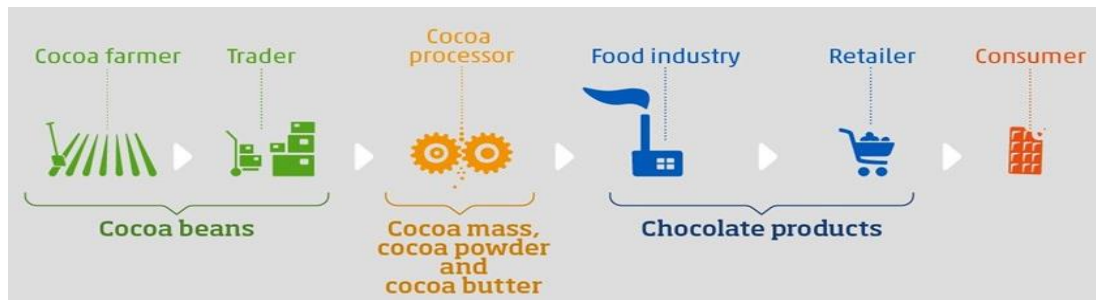 Cocoa farmer
Trader
Cocoa
processor
Food industry
Retailer
Consumer
Cocoa beans
Cocoa mass,
cocoa powder
and
cocoa butter
Chocolate products